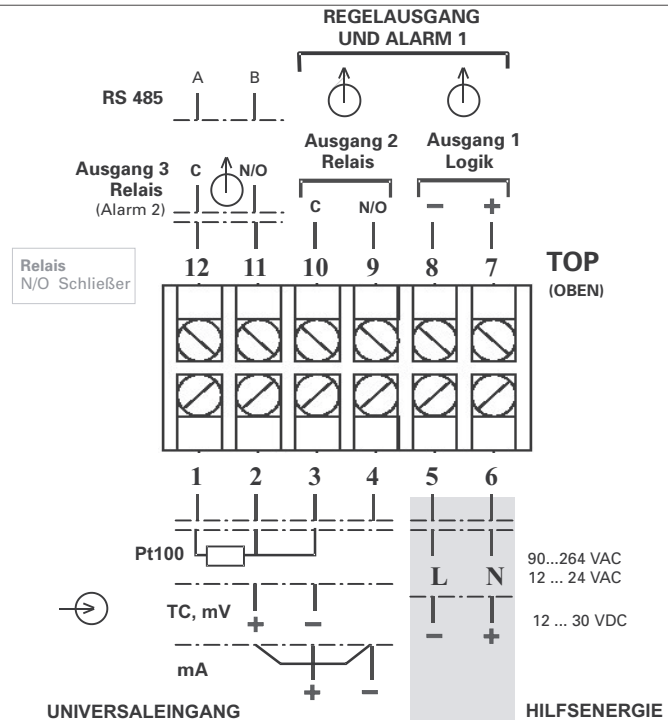 REGELAUSGANG
UND ALARM 1
A B
RS 485
Ausgang 2
Relais
Ausgang 1
Logik
Ausgang 3
Relais
(Alarm 2)
C N/O
C N/O − +
Relais
N/O Schließer
12 11 10 9 8 7
TOP
(OBEN)
1 2 3 4 5 6
Pt100
L N
90...264 VAC
12 ... 24 VAC
TC, mV
+ −
− +
12 ... 30 VDC
mA
+ −
UNIVERSALEINGANG
HILFSENERGIE